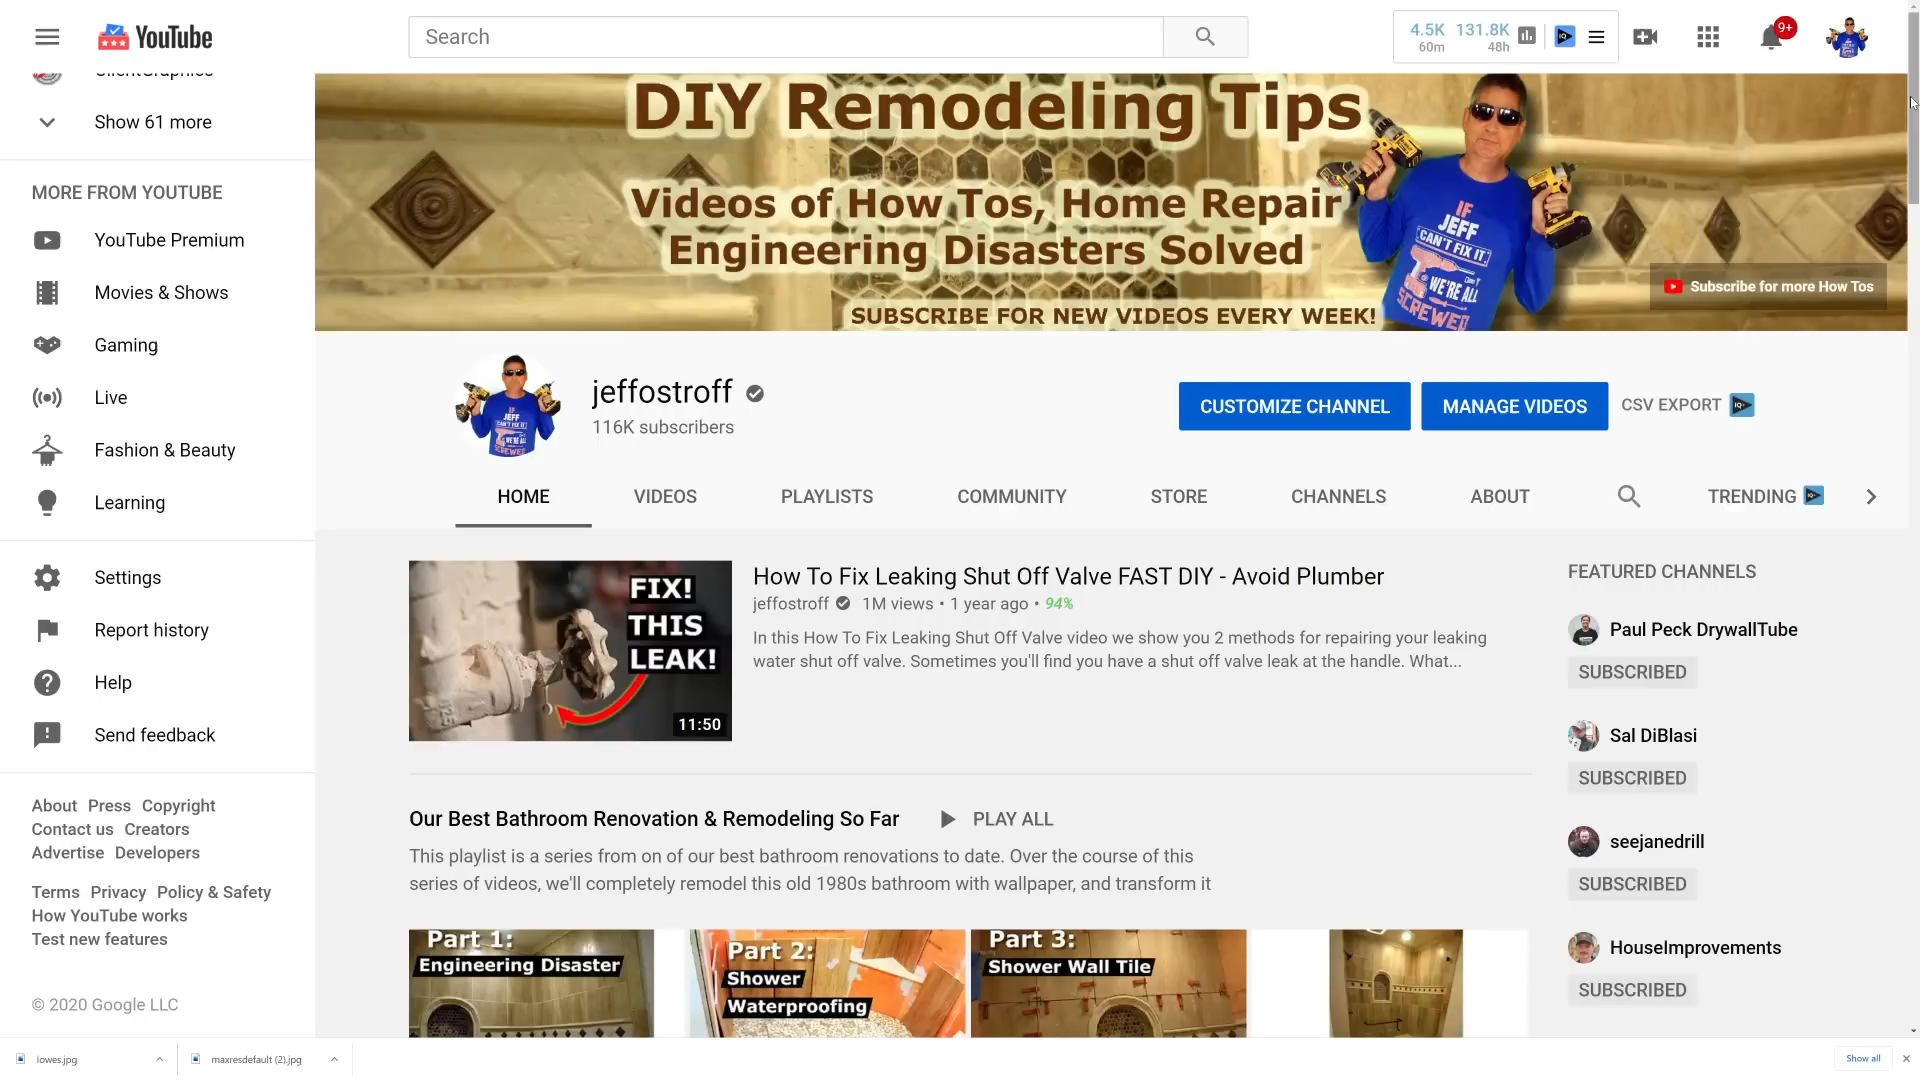 YouTube
Search
4.5K 131.8K
60m 48h
9+
ClientGraphics
Show 61 more
MORE FROM YOUTUBE
YouTube Premium
Movies & Shows
Gaming
Live
Fashion & Beauty
Learning
Settings
Report history
Help
Send feedback
About Press Copyright
Contact us Creators
Advertise Developers
Terms Privacy Policy & Safety
How YouTube works
Test new features
© 2020 Google LLC
DIY Remodeling Tips
Videos of How Tos, Home Repair
Engineering Disasters Solved
SUBSCRIBE FOR NEW VIDEOS EVERY WEEK!
IF
JEFF
CAN'T FIX IT
WE'RE ALL
SCREWED
Subscribe for more How Tos
IF
JEFF
CAN'T FIX IT
WE'RE ALL
SCREWED
jeffostroff
116K subscribers
CUSTOMIZE CHANNEL
MANAGE VIDEOS
CSV EXPORT
HOME VIDEOS PLAYLISTS COMMUNITY STORE CHANNELS ABOUT TRENDING
FIX!
THIS
LEAK!
11:50
How To Fix Leaking Shut Off Valve FAST DIY - Avoid Plumber
jeffostroff 1M views • 1 year ago • 94%
In this How To Fix Leaking Shut Off Valve video we show you 2 methods for repairing your leaking
water shut off valve. Sometimes you'll find you have a shut off valve leak at the handle. What...
Our Best Bathroom Renovation & Remodeling So Far PLAY ALL
This playlist is a series from on of our best bathroom renovations to date. Over the course of this
series of videos, we'll completely remodel this old 1980s bathroom with wallpaper, and transform it
Part 1:
Engineering Disaster
Part 2:
Shower
Waterproofing
Part 3:
Shower Wall Tile
FEATURED CHANNELS
Paul Peck DrywallTube
SUBSCRIBED
Sal DiBlasi
SUBSCRIBED
seejanedrill
SUBSCRIBED
HouseImprovements
SUBSCRIBED
lowes.jpg
maxresdefault (2).jpg
Show all